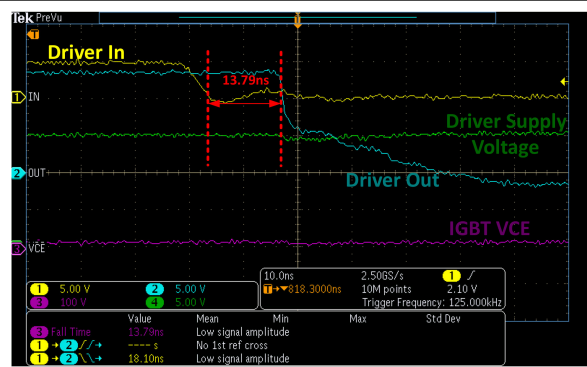 Tek PreVu
T
Driver In
13.79ns
1 IN
Driver Supply
Voltage
2 OUT
Driver Out
IGBT VCE
3 VCE
1 5.00 V 2 5.00 V
3 100 V 4 5.00 V
10.0ns 2.50GS/s 1
T→▼818.3000ns 10M points 2.10 V
Trigger Frequency: 125.000kHz
Value Mean Min Max Std Dev
3 Fall Time 13.79ns Low signal amplitude
1 → 2 ---- s No 1st ref cross
1 → 2 18.10ns Low signal amplitude